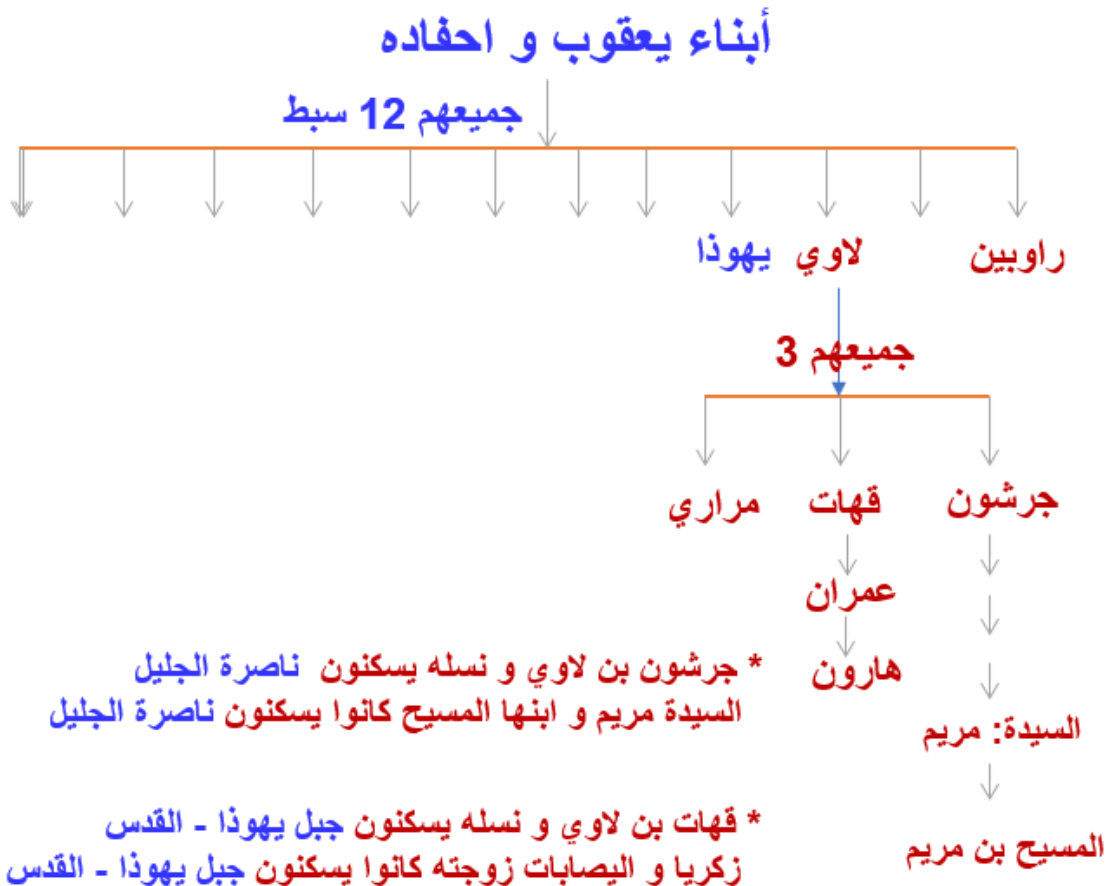 أبناء يعقوب و احفاده
جميعهم 12 سبط
راوبين لاوي يهوذا
جميعهم 3
جرشون قهات مراري
عمران
هارون
* جرشون بن لاوي و نسله يسكنون ناصرة الجليل
السيدة مريم و ابنها المسيح كانوا يسكنون ناصرة الجليل
السيدة: مريم
* قهات بن لاوي و نسله يسكنون جبل يهوذا - القدس
زكريا و اليصابات زوجته كانوا يسكنون جبل يهوذا - القدس
المسيح بن مريم